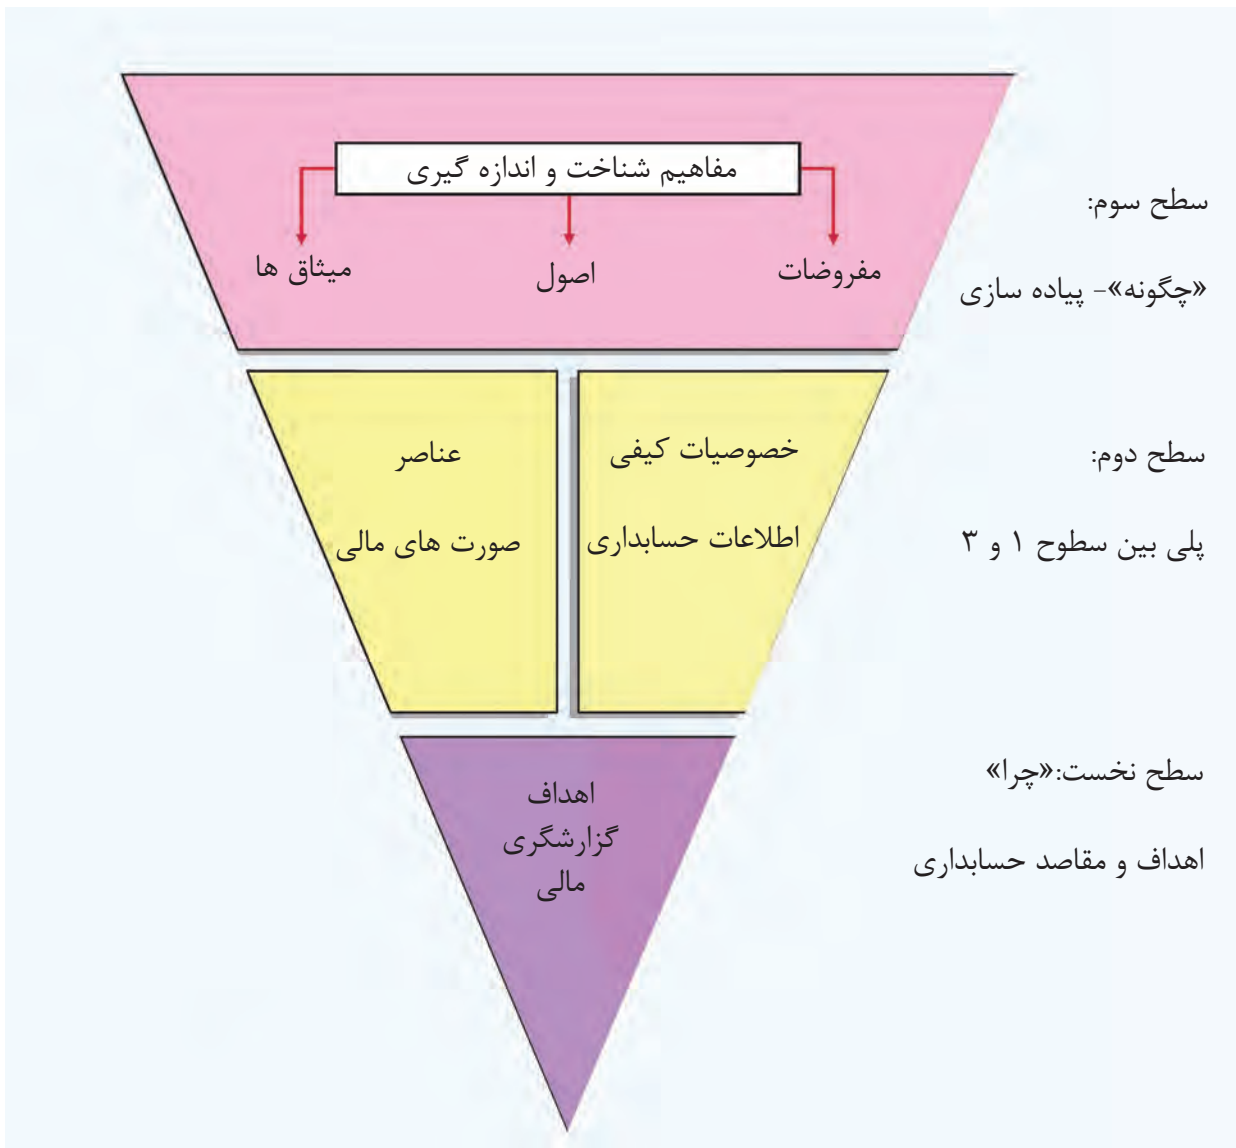 مفاهیم شناخت و اندازه گیری
مفروضات
اصول
میثاق ها
سطح سوم:
«چگونه»- پیاده سازی
خصوصیات کیفی
اطلاعات حسابداری
عناصر
صورت های مالی
سطح دوم:
پلی بین سطوح ۱ و ۳
اهداف
گزارشگری
مالی
سطح نخست:«چرا»
اهداف و مقاصد حسابداری